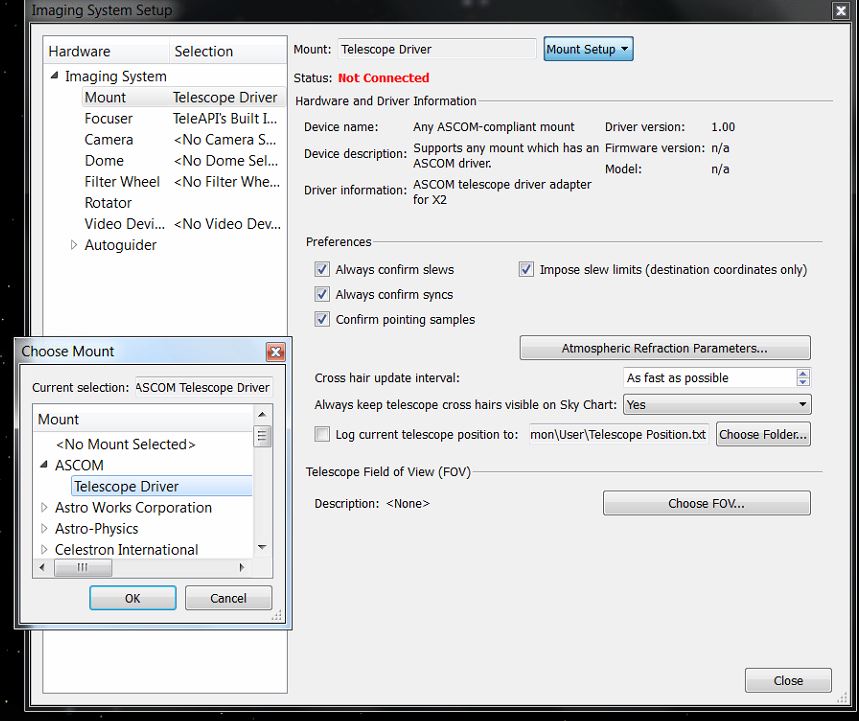 Imaging System Setup
Hardware Selection
Imaging System
Mount Telescope Driver
Focuser TeleAPI's Built I...
Camera <No Camera S...
Dome <No Dome Sel...
Filter Wheel <No Filter Whe...
Rotator
Video Devi... <No Video Dev...
Autoguider
Mount: Telescope Driver Mount Setup
Status: Not Connected
Hardware and Driver Information
Device name: Any ASCOM-compliant mount Driver version: 1.00
Device description: Supports any mount which has an Firmware version: n/a
ASCOM driver.
Model: n/a
Driver information: ASCOM telescope driver adapter
for X2
Preferences
Always confirm slews Impose slew limits (destination coordinates only)
Always confirm syncs
Confirm pointing samples
Atmospheric Refraction Parameters...
Cross hair update interval: As fast as possible
Always keep telescope cross hairs visible on Sky Chart: Yes
Log current telescope position to: mon\User\Telescope Position.txt Choose Folder...
Telescope Field of View (FOV)
Description: <None> Choose FOV...
Close
Choose Mount
Current selection: ASCOM Telescope Driver
Mount
<No Mount Selected>
ASCOM
Telescope Driver
Astro Works Corporation
Astro-Physics
Celestron International
OK Cancel